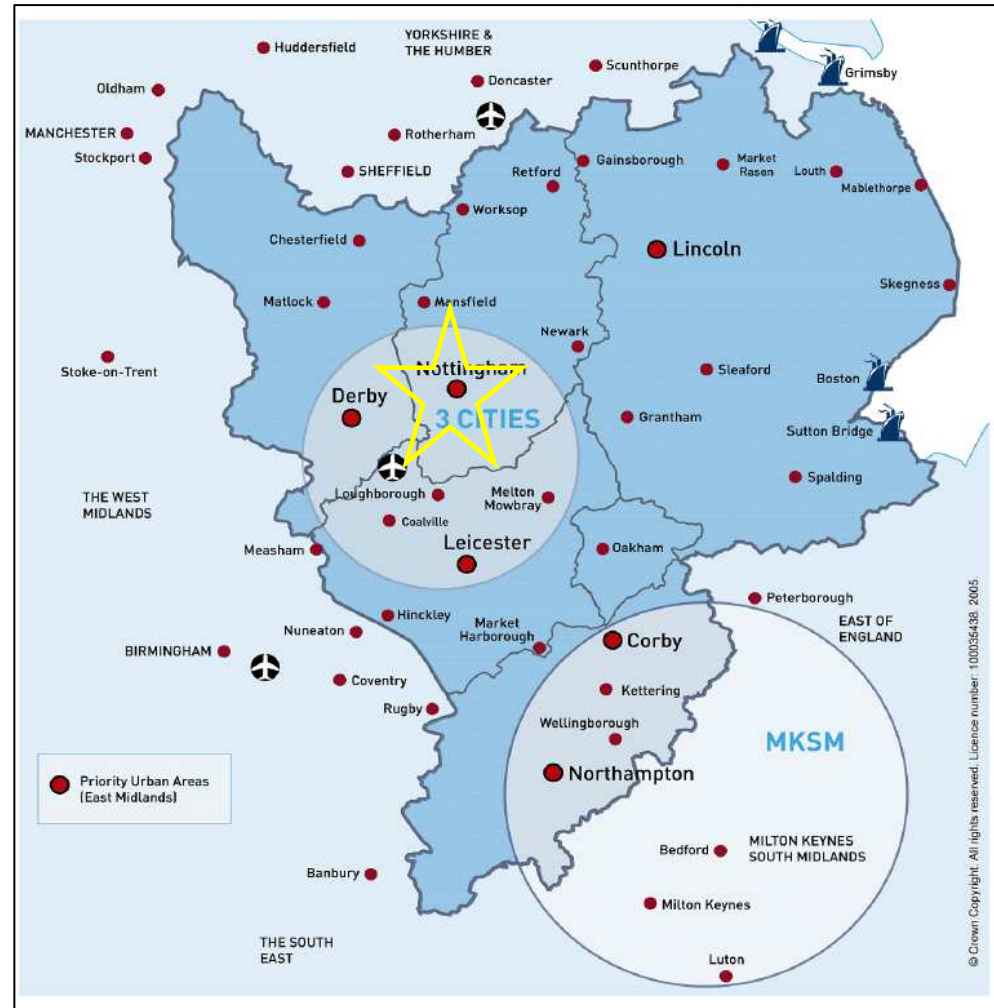 YORKSHIRE
& THE HUMBER
Huddersfield
Scunthorpe
Grimsby
Doncaster
Oldham
MANCHESTER
Rotherham
Stockport
SHEFFIELD
Gainsborough
Market
Rasen
Louth
Mablethorpe
Retford
Worksop
Chesterfield
Lincoln
Matlock
Mansfield
Skegness
Newark
Stoke-on-Trent
Nottingham
Sleaford
Boston
Derby
3 CITIES
Grantham
Sutton Bridge
Loughborough
Melton
Mowbray
Spalding
THE WEST
MIDLANDS
Coalville
Measham
Leicester
Oakham
Peterborough
Hinckley
EAST OF
ENGLAND
Nuneaton
Market
Harborough
Corby
BIRMINGHAM
Coventry
Kettering
Rugby
Wellingborough
MKSM
Northampton
Priority Urban Areas
(East Midlands)
Bedford
MILTON KEYNES
SOUTH MIDLANDS
Banbury
Milton Keynes
THE SOUTH
EAST
Luton
© Crown Copyright. All rights reserved. Licence number: 100035438. 2005.